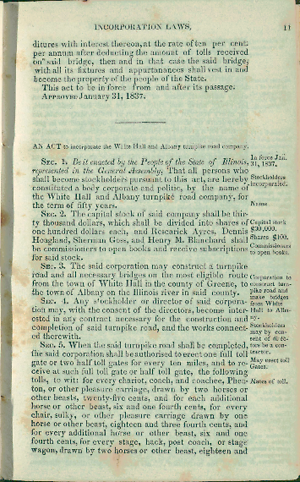 INCORPORATION LAWS. 11
ditures with interest thereon, at the rate of ten per cent.
per annum after deducting the amount of tolls received
on said bridge, then and in that case the said bridge,
with all its fixtures and appurtanances shall vest in and
become the property of the people of the State.
This act to be in force from and after its passage.
APPROVED January 31, 1837.
AN ACT to incorporate the White Hall and Albany turnpike road company.
In force Jan. 31, 1837.
SEC. 1. Be it enacted by the People of the State of Illinois,
represented in the General Assembly: That all persons who
shall become stockholders pursuant to this act, are hereby
constituted a body corporate and politic, by the name of
the White Hall and Albany turnpike road company, for
the term of fifty years.
Stockholders incorporated.
Name
SEC. 2. The capital stock of said company shall be thir-
ty thousand dollars, which shall be divided into shares of
one hundred dollars each, and Ayres, Dennis
Hoagland, Sherman Goss, and Henry M. Blanchard shall
be commissioners to open books and receive subscriptions
for said stock.
Capital stock $30,000.
Shares $100.
Commissioners to open books.
SEC. 3. The said corporation may construct a turnpike
road and all necessary bridges on the most eligible route
from the town of White Hall in the county of Greene, to
the town of Albany on the Illinois river in said county.
Corporation to construct turnpike road and make bridges from White Hall to Albany.
SEC. 4. Any stockholder or director of said corpora-
tion may, with the consent of the directors, become inter-
ested in any contract necessary for the construction and
completion of said turnpike road, and the works connect-
ed therewith.
Stockholders may by consent of
SEC. 5. When the said turnpike road shall be completed,
the said corporation shall be authorised to erect one full toll
gate or two half toll gates for every ten miles, and to re-
ceive at such full toll gate or half toll gate, the following
tolls, to wit: for every chariot, coach, and coachee, Phæ-
ton, or other pleasure carriage, drawn by two horses or
other beasts, twenty-five cents, and for each additional
horse or other beast, six and one fourth cents, for every
chair, sulky, or other pleasure carriage drawn by one
horse or other beast, eighteen and three fourth cents, and
for every additional horse or other beast, six and one
fourth cents, for every stage, hack, post coach, or stage
wagon, drawn by two horses or other beast, eighteen and
May erect toll Gates.
Rates of toll.